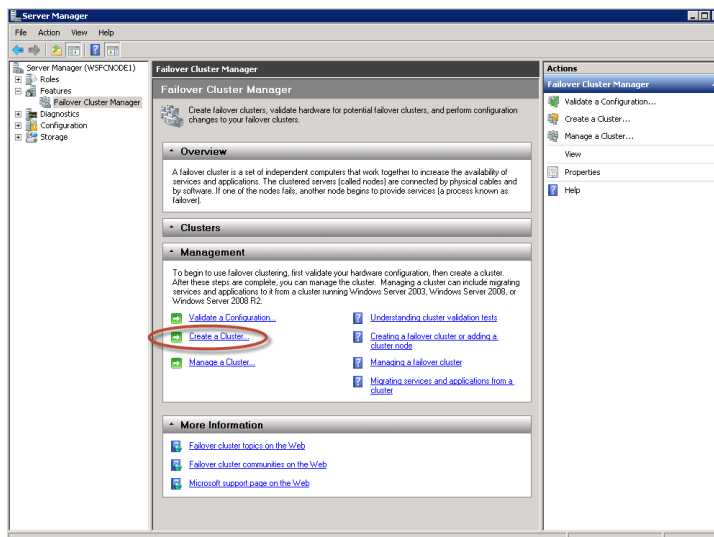 Server Manager
File Action View Help
Server Manager (WSFCNODE1)
Roles
Features
Failover Cluster Manager
Diagnostics
Configuration
Storage
Failover Cluster Manager
Failover Cluster Manager
Create failover clusters, validate hardware for potential failover clusters, and perform configuration
changes to your failover clusters.
Overview
A failover cluster is a set of independent computers that work together to increase the availability of
services and applications. The clustered servers (called nodes) are connected by physical cables and
by software. If one of the nodes fails, another node begins to provide services (a process known as
failover).
Clusters
Management
To begin to use failover clustering, first validate your hardware configuration, then create a cluster.
After these steps are complete, you can manage the cluster. Managing a cluster can include migrating
services and applications to it from a cluster running Windows Server 2003, Windows Server 2008, or
Windows Server 2008 R2.
Validate a Configuration...
Understanding cluster validation tests
Create a Cluster...
Creating a failover cluster or adding a
cluster node
Manage a Cluster...
Managing a failover cluster
Migrating services and applications from a
cluster
More Information
Failover cluster topics on the Web
Failover cluster communities on the Web
Microsoft support page on the Web
Actions
Failover Cluster Manager
Validate a Configuration...
Create a Cluster...
Manage a Cluster...
View
Properties
Help